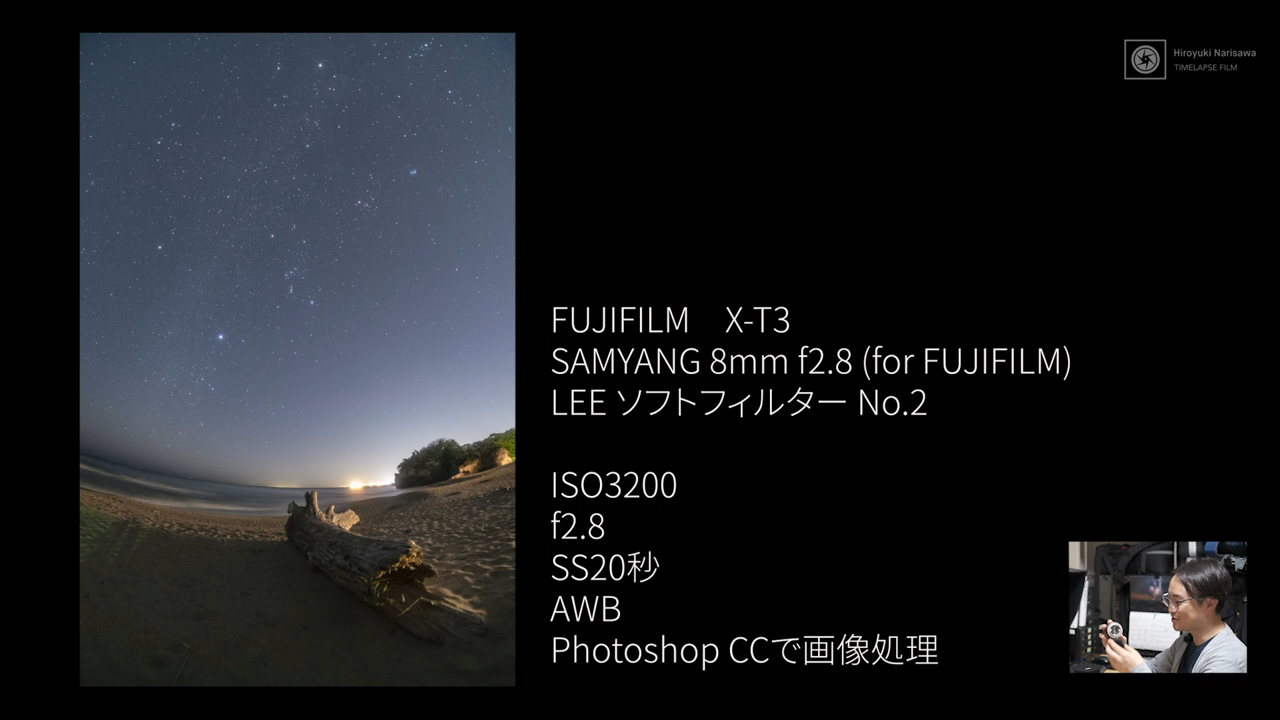 Hiroyuki Narisawa
TIMELAPSE FILM
FUJIFILM　X-T3
SAMYANG 8mm f2.8 (for FUJIFILM)
LEE ソフトフィルター No.2
ISO3200
f2.8
SS20秒
AWB
Photoshop CCで画像処理